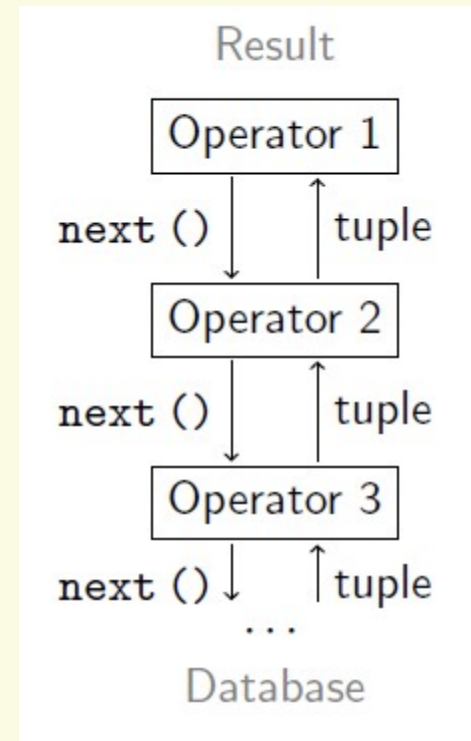 Result
Operator 1
next () tuple
Operator 2
next () tuple
Operator 3
next () tuple
...
Database